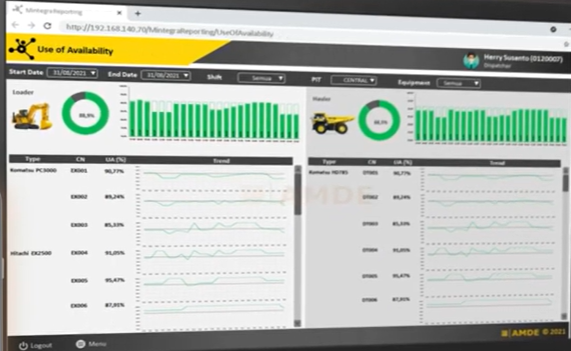 MintegraReporting
http://192.168.140.70/MintegraReporting/UseOfAvailability
Use of Availability
Herry Susanto (0120007)
Dispatcher
Start Date 31/08/2021 End Date 31/08/2021 Shift Semua PIT CENTRAL Equipment Semua
Loader
Hauler
Type CN UA (%) Trend
Komatsu PC3000 EX001 90,77%
EX002 89,24%
EX003 85,33%
Hitachi EX2500 EX004 91,05%
EX005 95,47%
EX006 87,91%
Type CN UA (%) Trend
Komatsu HD785 DT001 90,77%
DT002 89,24%
DT003 85,33%
DT004 91,05%
DT005 95,47%
DT006 87,91%
AMDE
Logout Menu
AMDE © 2021